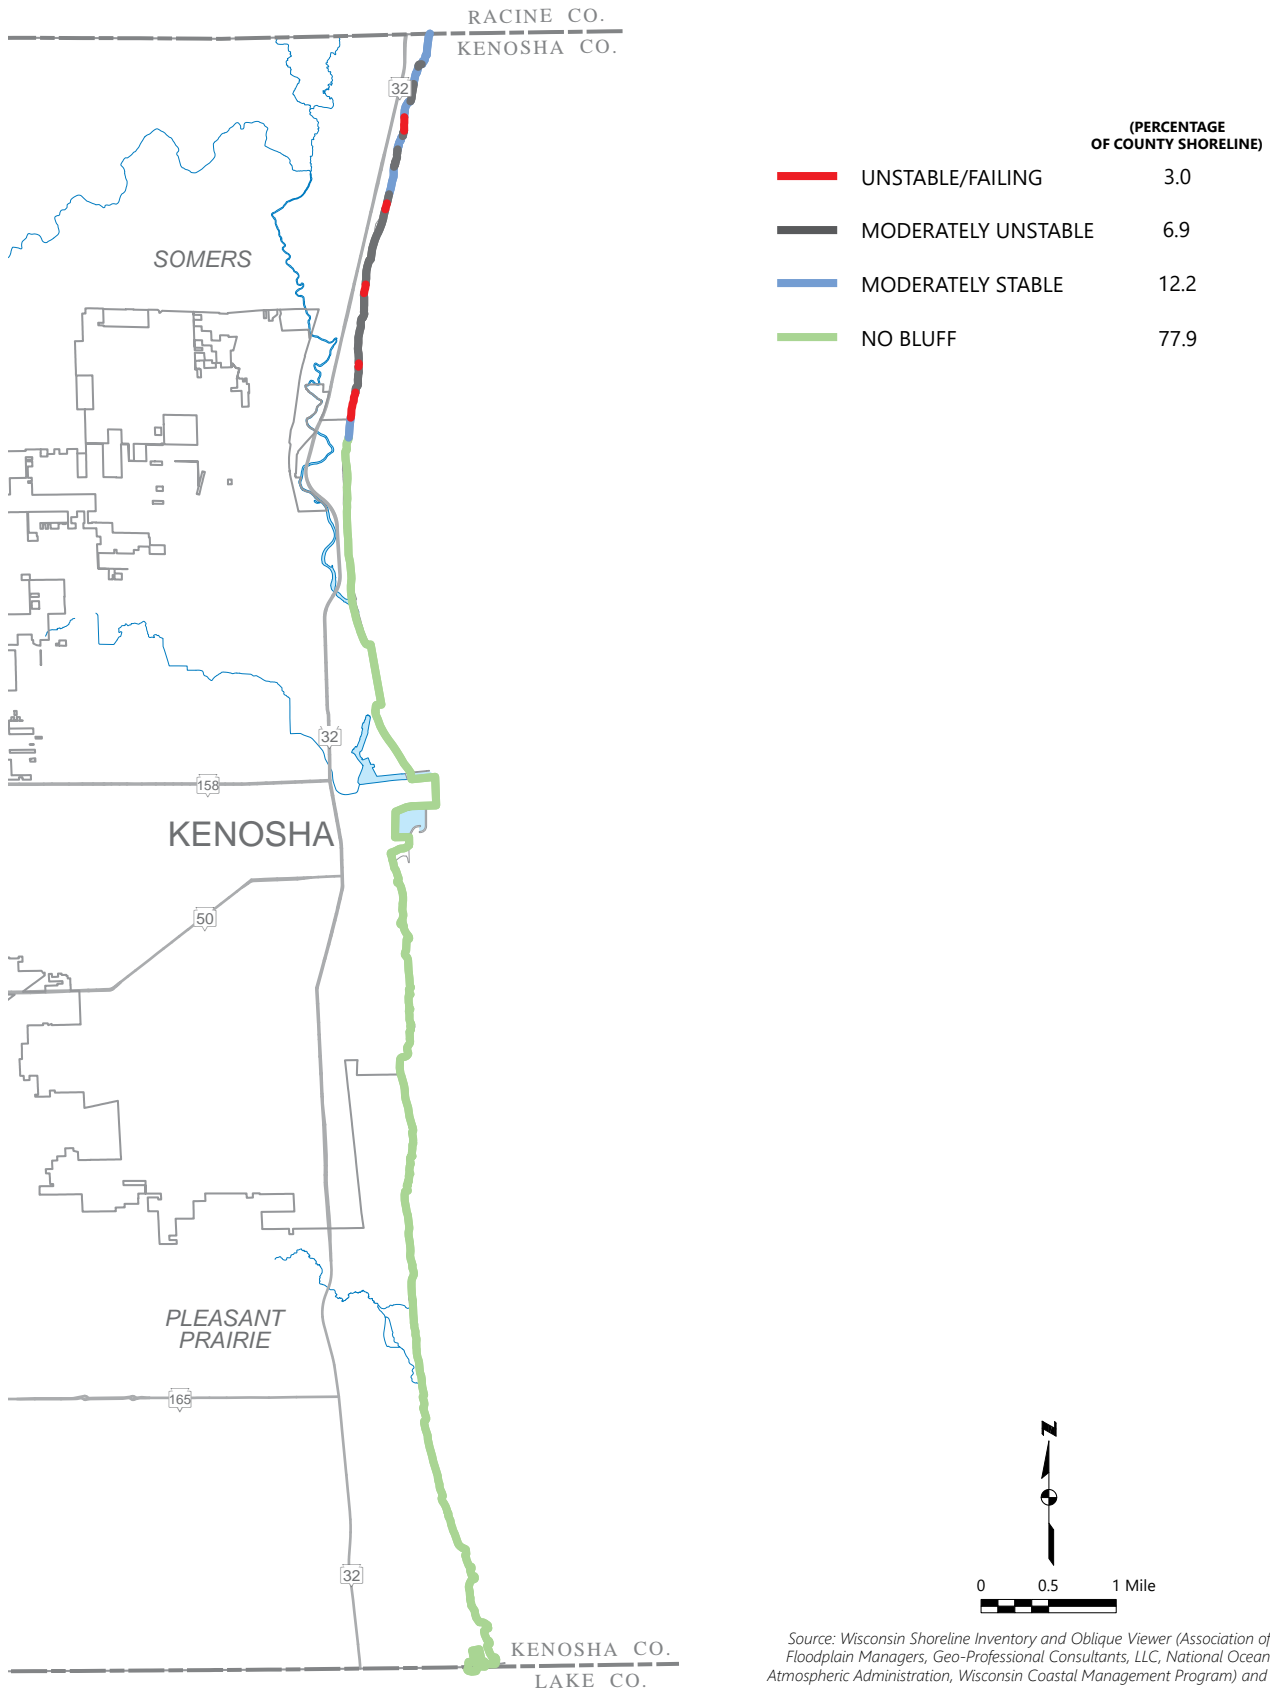 RACINE CO.
KENOSHA CO.
32
(PERCENTAGE
OF COUNTY SHORELINE)
UNSTABLE/FAILING 3.0
MODERATELY UNSTABLE 6.9
MODERATELY STABLE 12.2
NO BLUFF 77.9
SOMERS
32
158
KENOSHA
50
PLEASANT
PRAIRIE
165
32
N
0 0.5 1 Mile
Source: Wisconsin Shoreline Inventory and Oblique Viewer (Association of
Floodplain Managers, Geo-Professional Consultants, LLC, National Ocean
Atmospheric Administration, Wisconsin Coastal Management Program) and
KENOSHA CO.
LAKE CO.